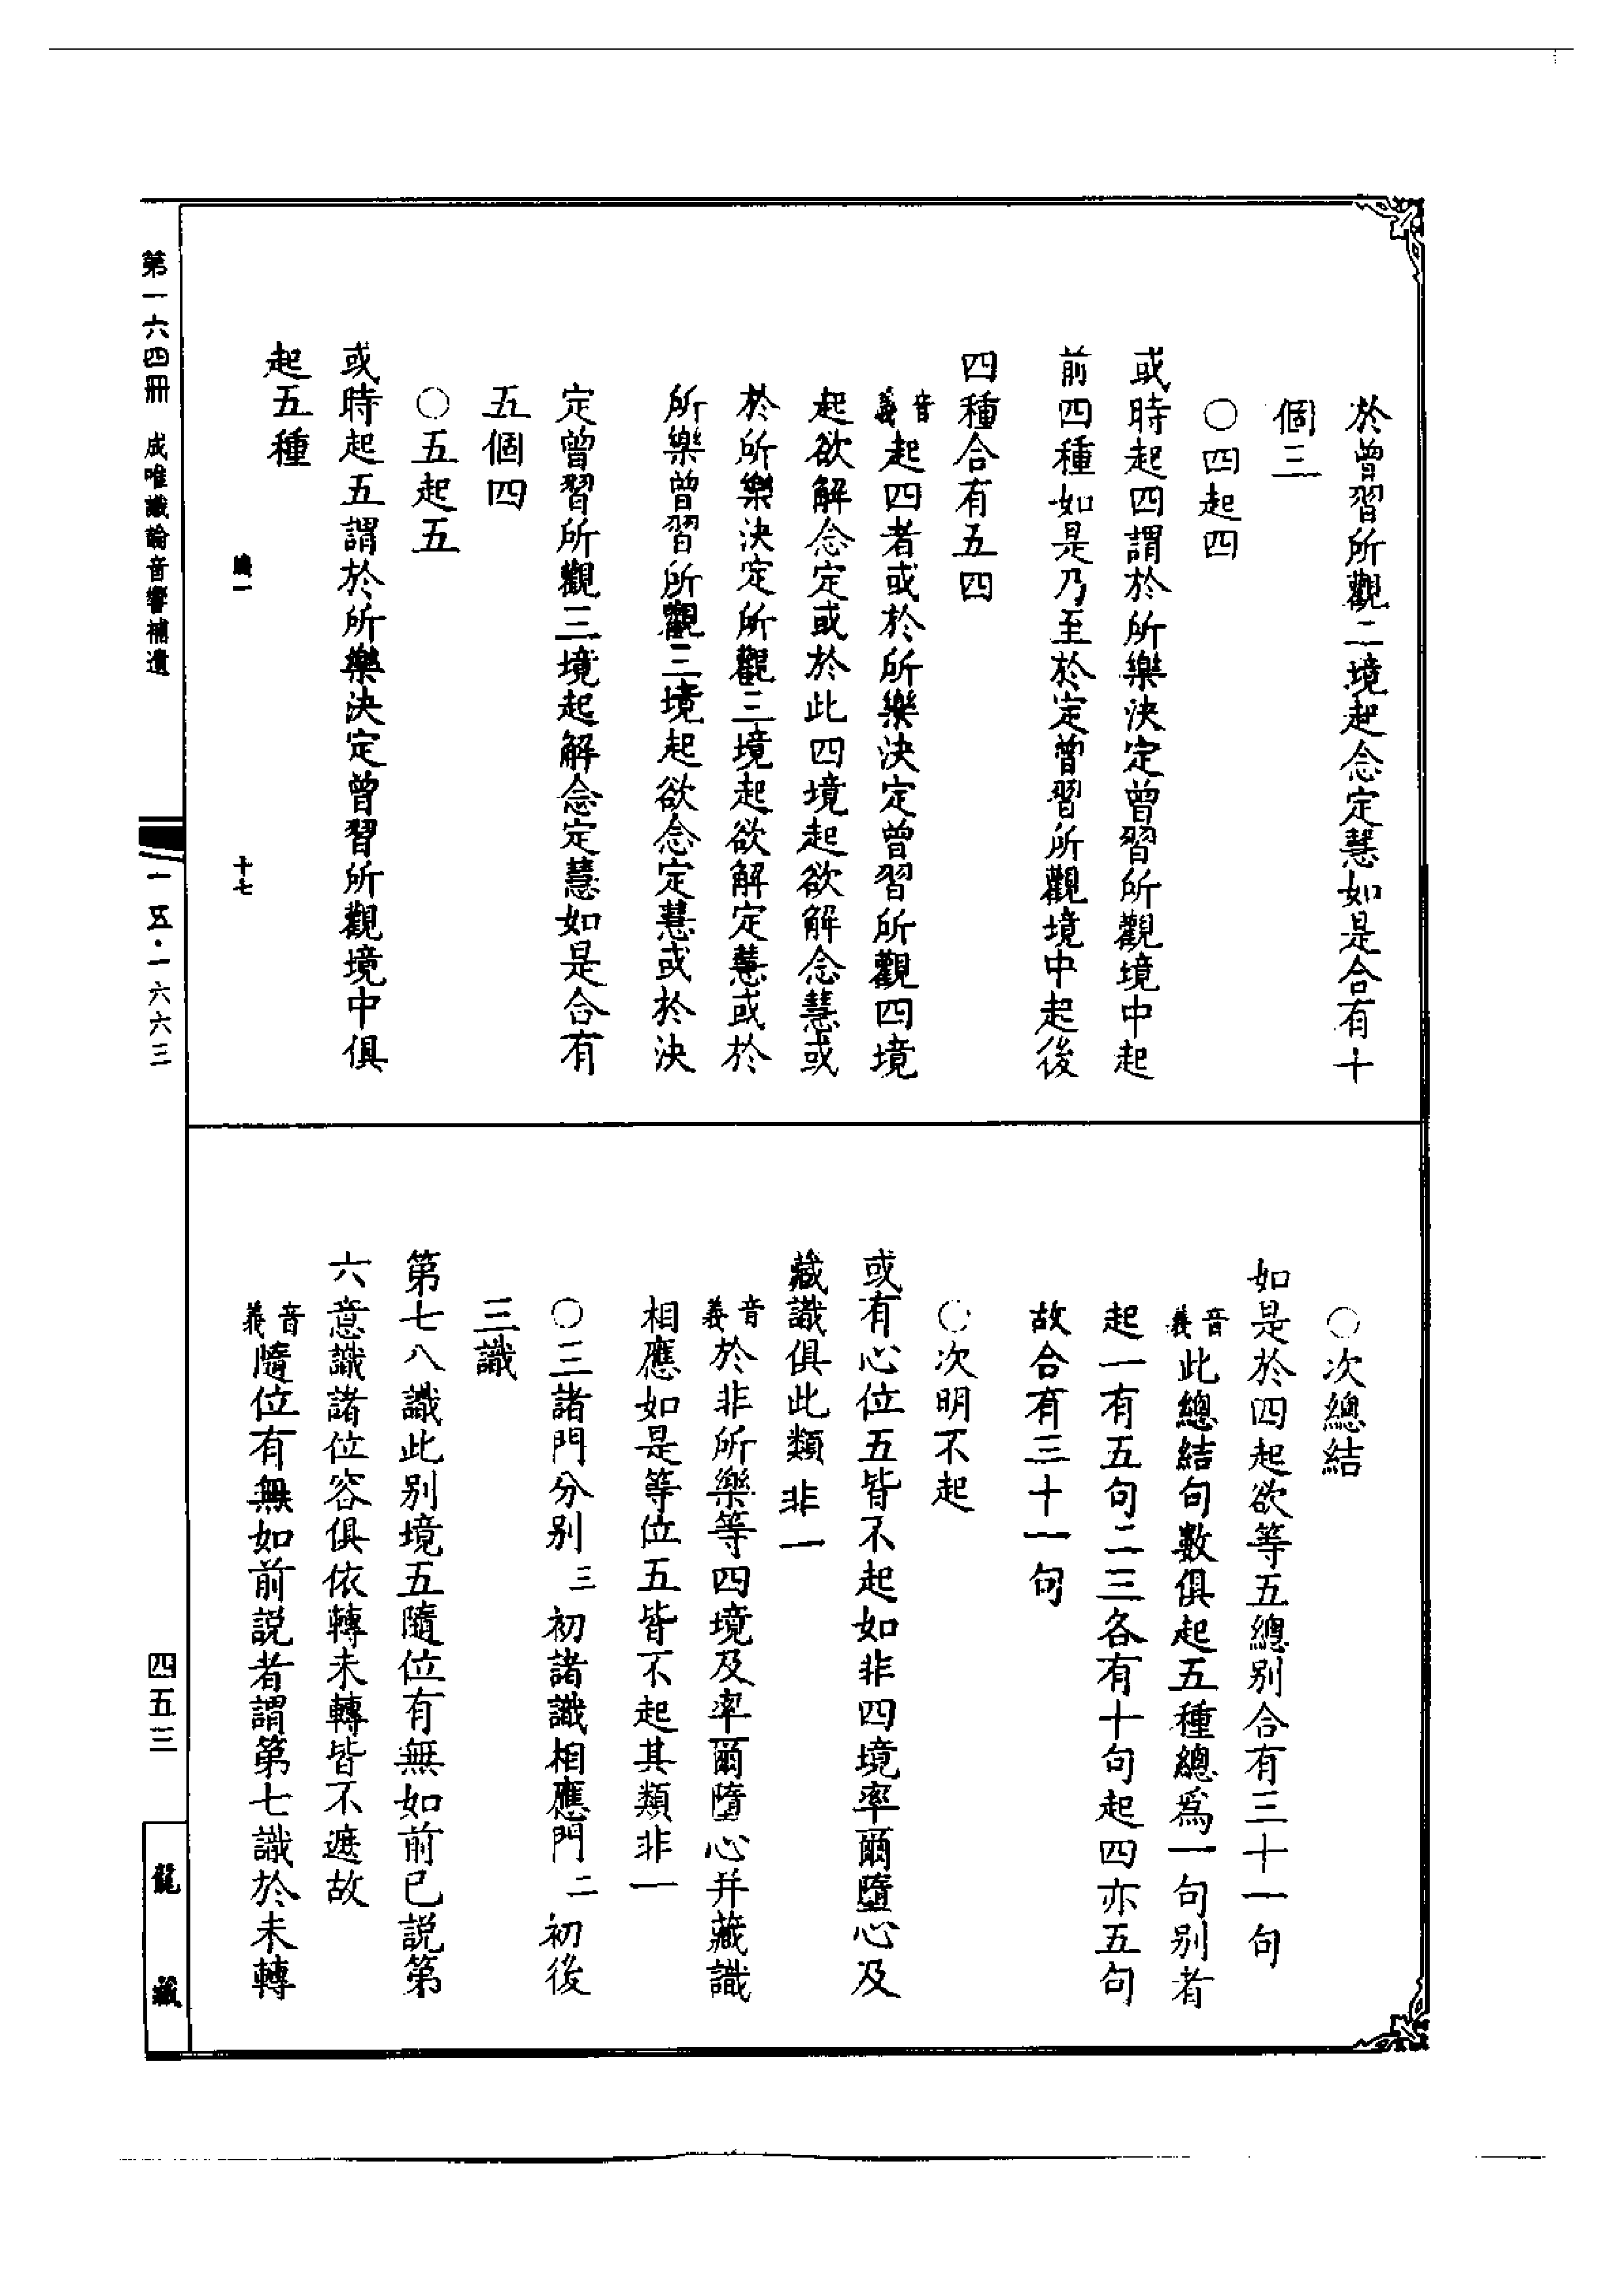 於曾習所觀二境起念定慧如是合有十
個三
○四起四
或時起四謂於所樂決定曾習所觀境中起
前四種如是乃至於定曾習所觀境中起後
四種合有五四
音義起四者或於所樂決定曾習所觀四境
起欲解念定或於此四境起欲解念慧或
於所樂決定所觀三境起欲解定慧或於
所樂曾習所觀三境起欲念定慧或於決
定曾習所觀三境起解念定慧如是合有
五個四
○五起五
或時起五謂於所樂決定曾習所觀境中俱
起五種
十七
○次總結
如是於四起欲等五總别合有三十一句
音義此總結句數俱起五種總爲一句别者
起一有五句二三各有十句起四亦五句
故合有三十一句
○次明不起
或有心位五皆不起如非四境率爾墮心及
藏識俱此類非一
音義於非所樂等四境及率爾墮心并藏識
相應如是等位五皆不起其類非一
○三諸門分别三初諸識相應門二初後
三識
第七八識此别境五隨位有無如前已説第
六意識諸位容俱依轉未轉皆不遮故
音義隨位有無如前説者謂第七識於未轉
第一六四冊 成唯識論音響補遺
一五·一六六三
四五三
龍藏